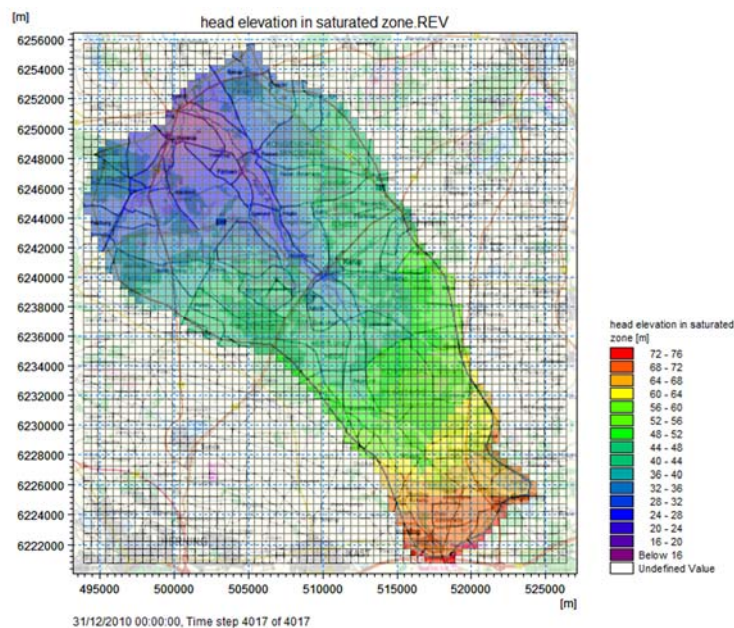 [m]
head elevation in saturated zone.REV
6256000
6254000
6252000
6250000
6248000
6246000
6244000
6242000
6240000
6238000
6236000
6234000
6232000
6230000
6228000
6226000
6224000
6222000
495000 500000 505000 510000 515000 520000 525000
[m]
head elevation in saturated
zone [m]
72 - 76
68 - 72
64 - 68
60 - 64
56 - 60
52 - 56
48 - 52
44 - 48
40 - 44
36 - 40
32 - 36
28 - 32
24 - 28
20 - 24
16 - 20
Below 16
Undefined Value
31/12/2010 00:00:00, Time step 4017 of 4017